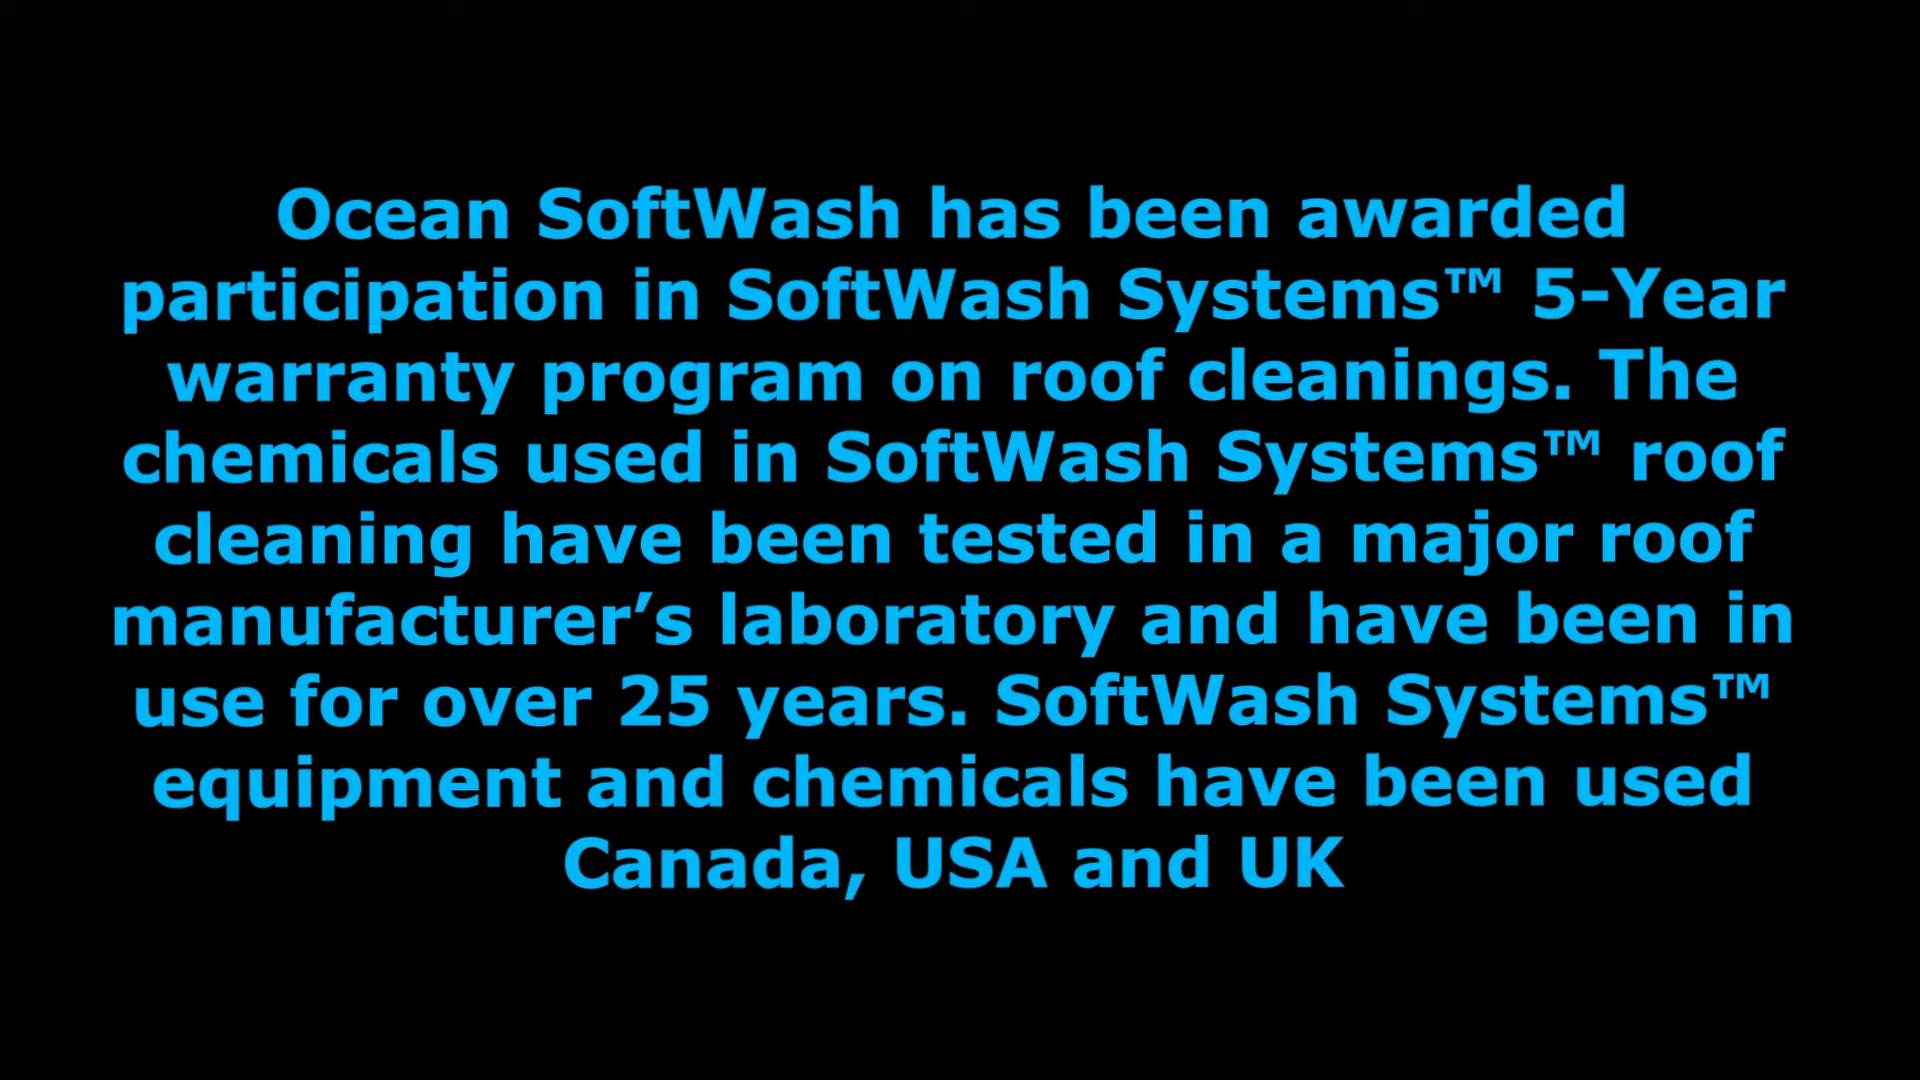 Ocean SoftWash has been awarded
participation in SoftWash Systems™ 5-Year
warranty program on roof cleanings. The
chemicals used in SoftWash Systems™ roof
cleaning have been tested in a major roof
manufacturer’s laboratory and have been in
use for over 25 years. SoftWash Systems™
equipment and chemicals have been used
Canada, USA and UK